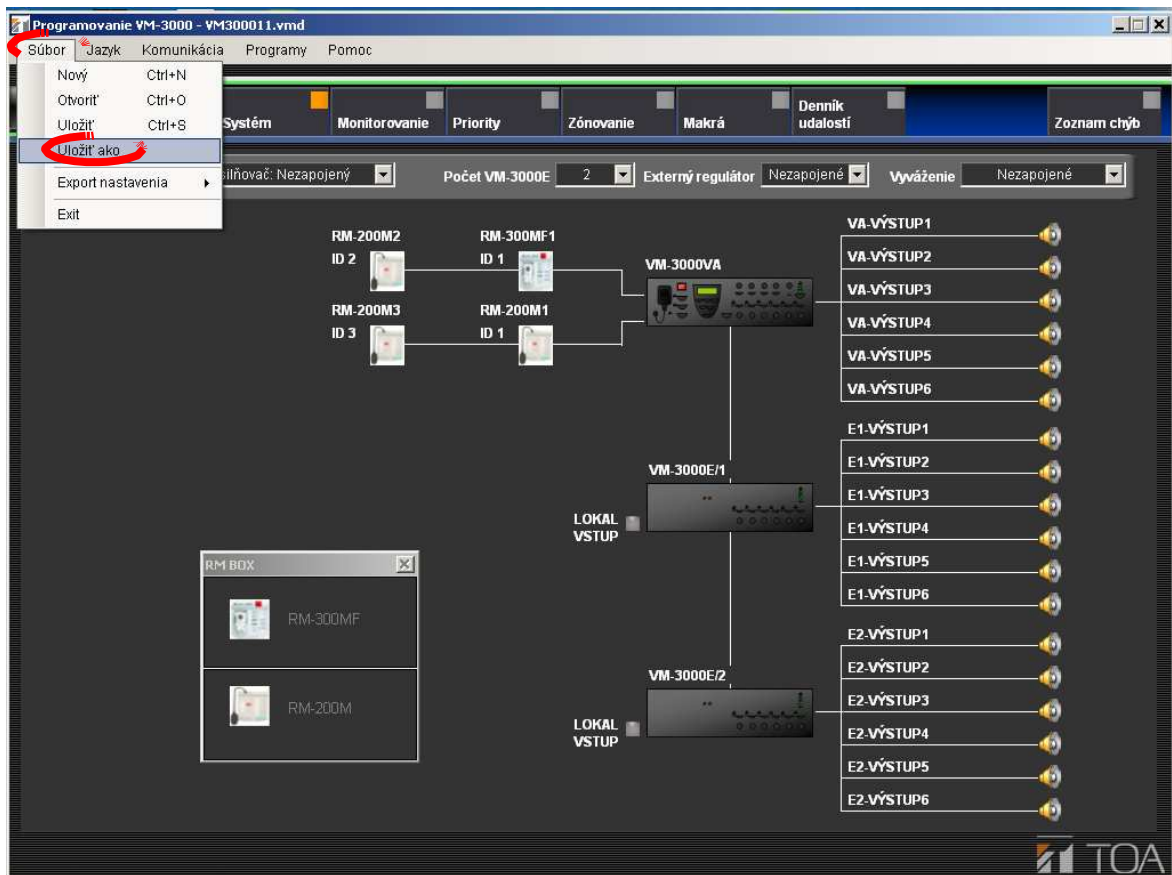 Programovanie VM-3000 - VM300011.vmd
Súbor Jazyk Komunikácia Programy Pomoc
Nový Ctrl+N
Otvoriť Ctrl+O
Uložiť Ctrl+S
Uložiť ako
Export nastavenia
Exit
Systém Monitorovanie Priority Zónovanie Makrá Denník udalostí Zoznam chýb
silňovač: Nezapojený Počet VM-3000E 2 Externý regulátor Nezapojené Vyváženie Nezapojené
RM-200M2
ID 2
RM-300MF1
ID 1
RM-200M3
ID 3
RM-200M1
ID 1
VM-3000VA
VA-VÝSTUP1
VA-VÝSTUP2
VA-VÝSTUP3
VA-VÝSTUP4
VA-VÝSTUP5
VA-VÝSTUP6
VM-3000E/1
LOKAL
VSTUP
E1-VÝSTUP1
E1-VÝSTUP2
E1-VÝSTUP3
E1-VÝSTUP4
E1-VÝSTUP5
E1-VÝSTUP6
RM BOX
RM-300MF
RM-200M
VM-3000E/2
LOKAL
VSTUP
E2-VÝSTUP1
E2-VÝSTUP2
E2-VÝSTUP3
E2-VÝSTUP4
E2-VÝSTUP5
E2-VÝSTUP6
TOA